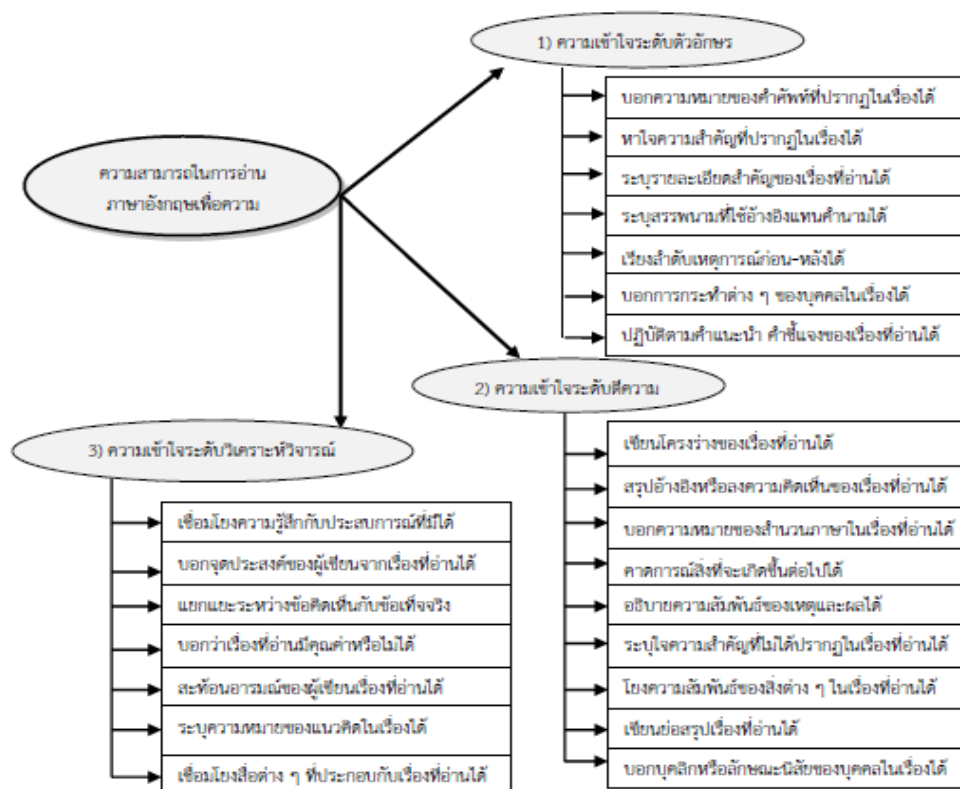 ความสามารถในการอ่าน
ภาษาอังกฤษเพื่อความ
1) ความเข้าใจระดับตัวอักษร
บอกความหมายของคำศัพท์ที่ปรากฏในเรื่องได้
หาใจความสำคัญที่ปรากฏในเรื่องได้
ระบุรายละเอียดสำคัญของเรื่องที่อ่านได้
ระบุสรรพนามที่ใช้อ้างอิงแทนคำนามได้
เรียงลำดับเหตุการณ์ก่อน-หลังได้
บอกการกระทำต่าง ๆ ของบุคคลในเรื่องได้
ปฏิบัติตามคำแนะนำ คำชี้แจงของเรื่องที่อ่านได้
2) ความเข้าใจระดับตีความ
เขียนโครงร่างของเรื่องที่อ่านได้
สรุปอ้างอิงหรือลงความคิดเห็นของเรื่องที่อ่านได้
บอกความหมายของสำนวนภาษาในเรื่องที่อ่านได้
คาดการณ์สิ่งที่จะเกิดขึ้นต่อไปได้
อธิบายความสัมพันธ์ของเหตุและผลได้
ระบุใจความสำคัญที่ไม่ได้ปรากฏในเรื่องที่อ่านได้
โยงความสัมพันธ์ของสิ่งต่าง ๆ ในเรื่องที่อ่านได้
เขียนย่อสรุปเรื่องที่อ่านได้
บอกบุคลิกหรือลักษณะนิสัยของบุคคลในเรื่องได้
3) ความเข้าใจระดับวิเคราะห์วิจารณ์
เชื่อมโยงความรู้สึกกับประสบการณ์ที่มีได้
บอกจุดประสงค์ของผู้เขียนจากเรื่องที่อ่านได้
แยกแยะระหว่างข้อคิดเห็นกับข้อเท็จจริง
บอกว่าเรื่องที่อ่านมีคุณค่าหรือไม่ได้
สะท้อนอารมณ์ของผู้เขียนเรื่องที่อ่านได้
ระบุความหมายของแนวคิดในเรื่องได้
เชื่อมโยงสื่อต่าง ๆ ที่ประกอบกับเรื่องที่อ่านได้